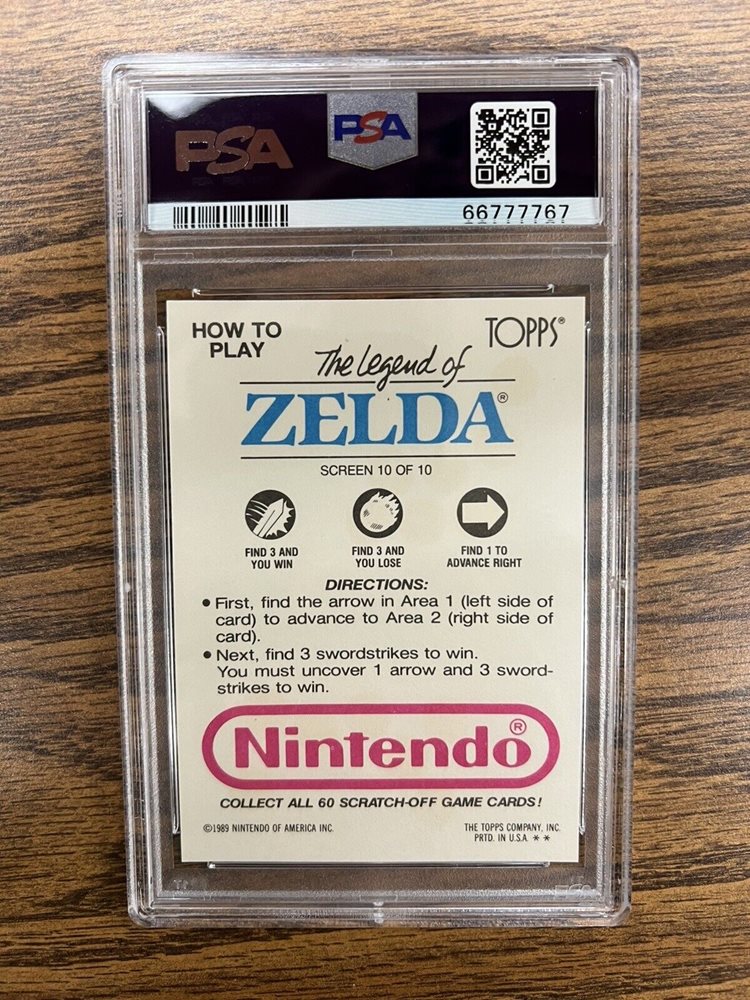 PSA
PSA
66777767
HOW TO
PLAY
TOPPS®
The Legend of
ZELDA®
SCREEN 10 OF 10
FIND 3 AND
YOU WIN
FIND 3 AND
YOU LOSE
FIND 1 TO
ADVANCE RIGHT
DIRECTIONS:
• First, find the arrow in Area 1 (left side of
card) to advance to Area 2 (right side of
card).
• Next, find 3 swordstrikes to win.
You must uncover 1 arrow and 3 sword-
strikes to win.
Nintendo®
COLLECT ALL 60 SCRATCH-OFF GAME CARDS!
©1989 NINTENDO OF AMERICA INC.
THE TOPPS COMPANY, INC.
PRTD. IN U.S.A. * *